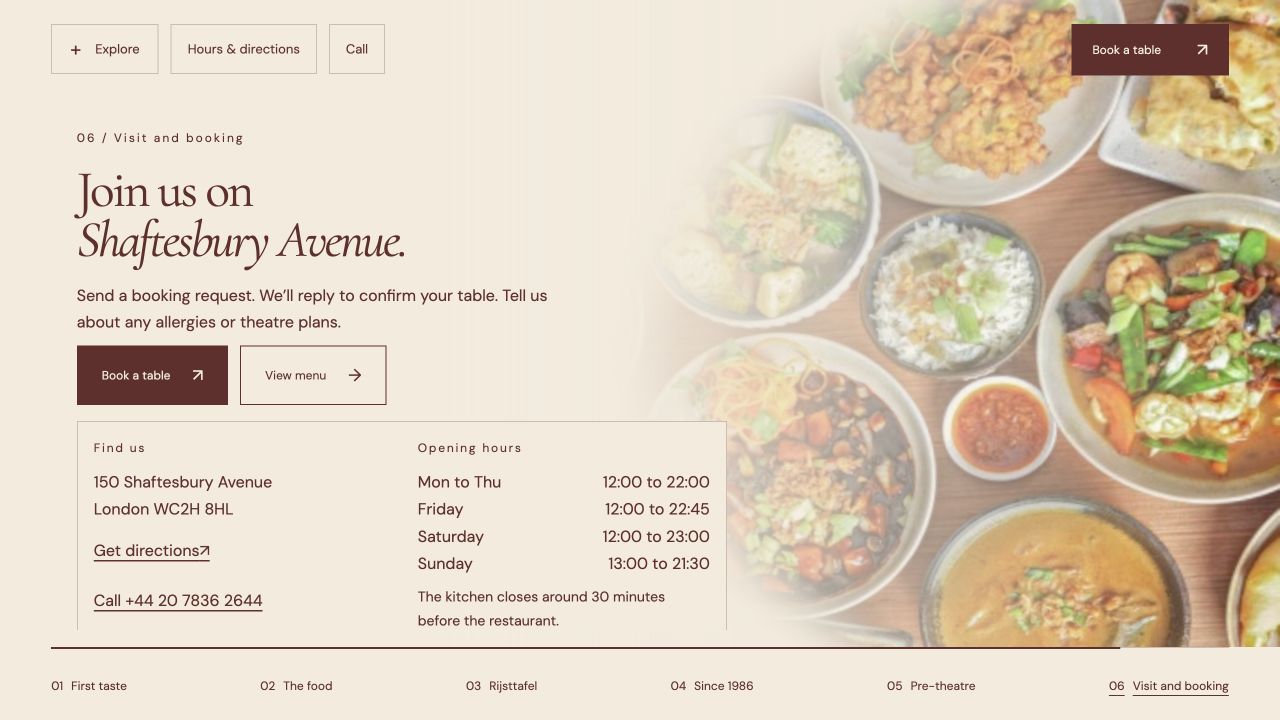 + Explore
Hours & directions
Call
Book a table
06 / Visit and booking
Join us on
Shaftesbury Avenue.
Send a booking request. We’ll reply to confirm your table. Tell us
about any allergies or theatre plans.
Book a table
View menu
Find us
150 Shaftesbury Avenue
London WC2H 8HL
Get directions
Call +44 20 7836 2644
Opening hours
Mon to Thu 12:00 to 22:00
Friday 12:00 to 22:45
Saturday 12:00 to 23:00
Sunday 13:00 to 21:30
The kitchen closes around 30 minutes
before the restaurant.
01 First taste
02 The food
03 Rijsttafel
04 Since 1986
05 Pre-theatre
06 Visit and booking